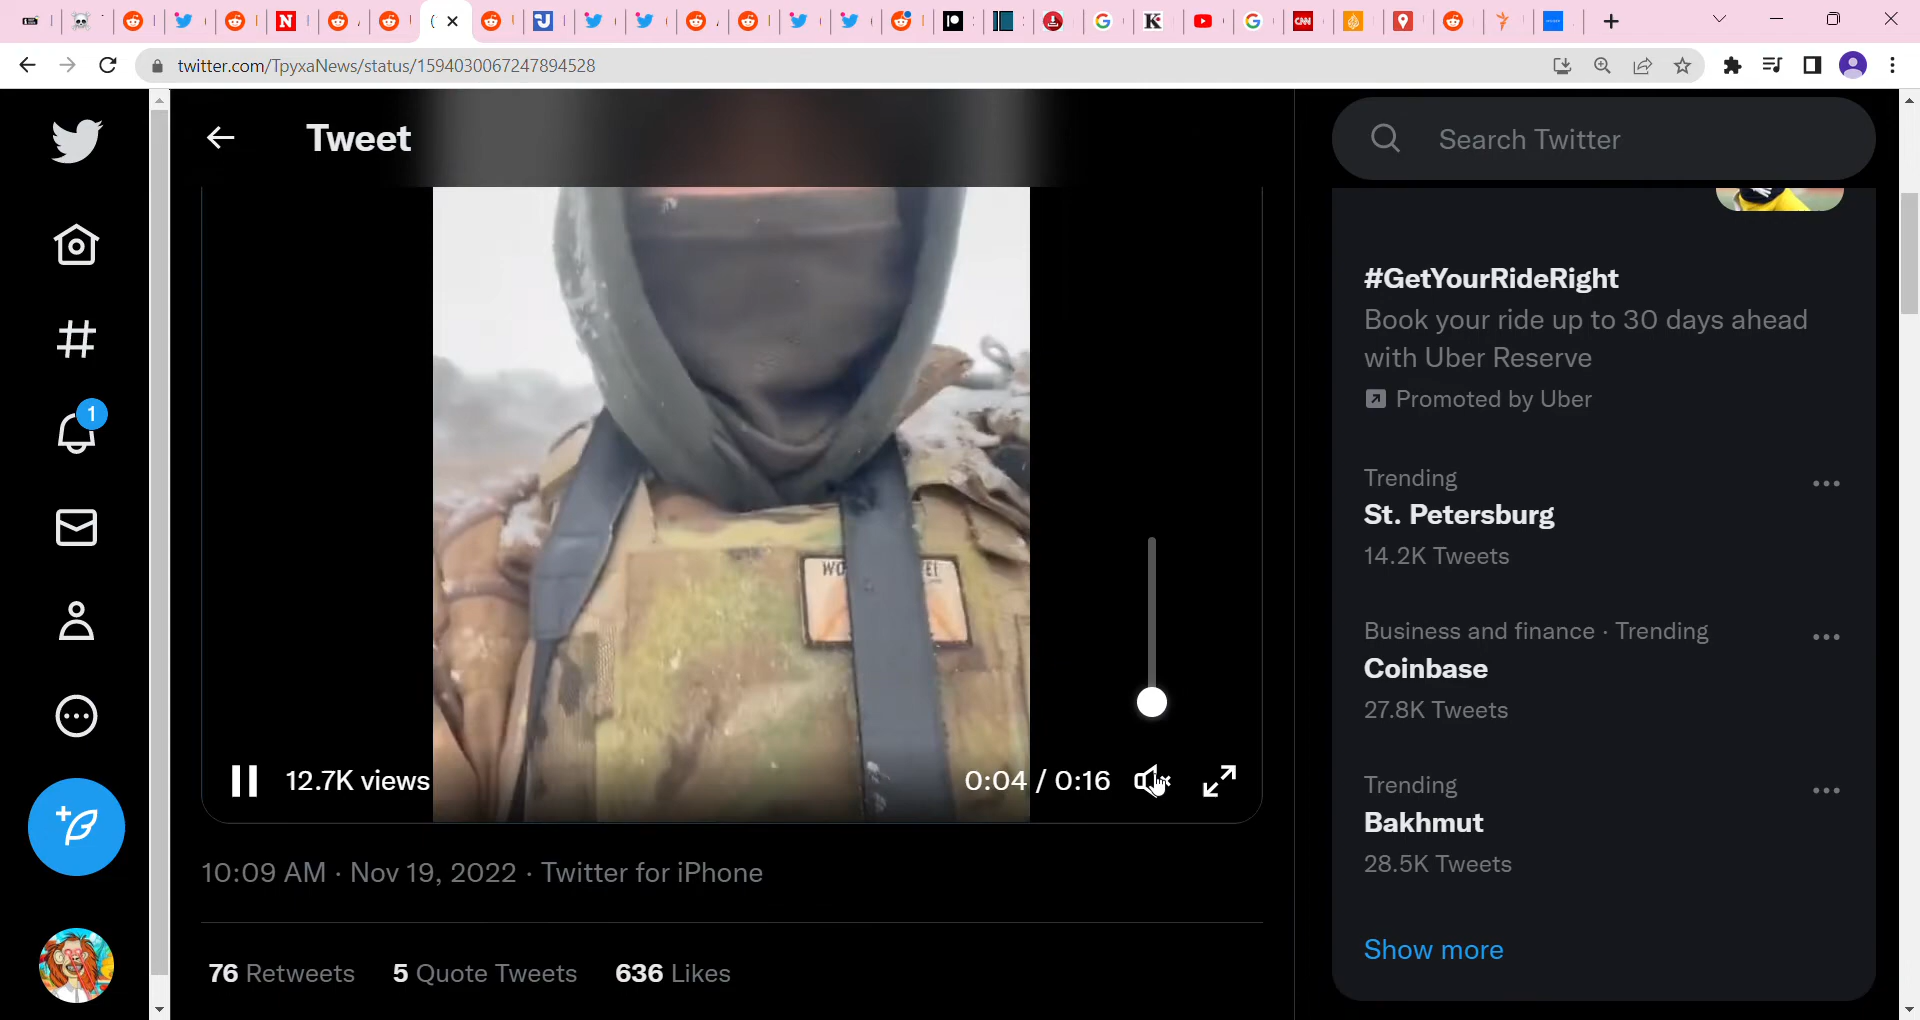 twitter.com/TpyxaNews/status/1594030067247894528
Tweet
Search Twitter
1
#GetYourRideRight
Book your ride up to 30 days ahead
with Uber Reserve
Promoted by Uber
Trending
St. Petersburg
14.2K Tweets
Business and finance · Trending
Coinbase
27.8K Tweets
Trending
Bakhmut
28.5K Tweets
Show more
WO
12.7K views
0:04 / 0:16
10:09 AM · Nov 19, 2022 · Twitter for iPhone
76 Retweets 5 Quote Tweets 636 Likes